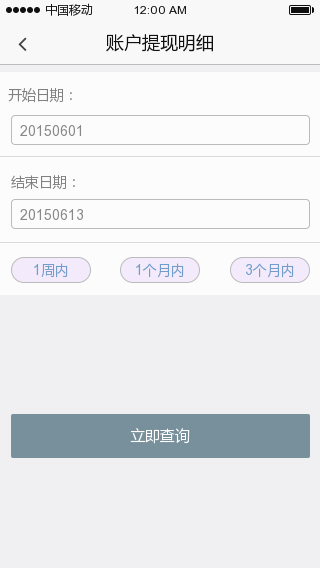 中国移动 12:00 AM
账户提现明细
开始日期：
20150601
结束日期：
20150613
1周内 1个月内 3个月内
立即查询